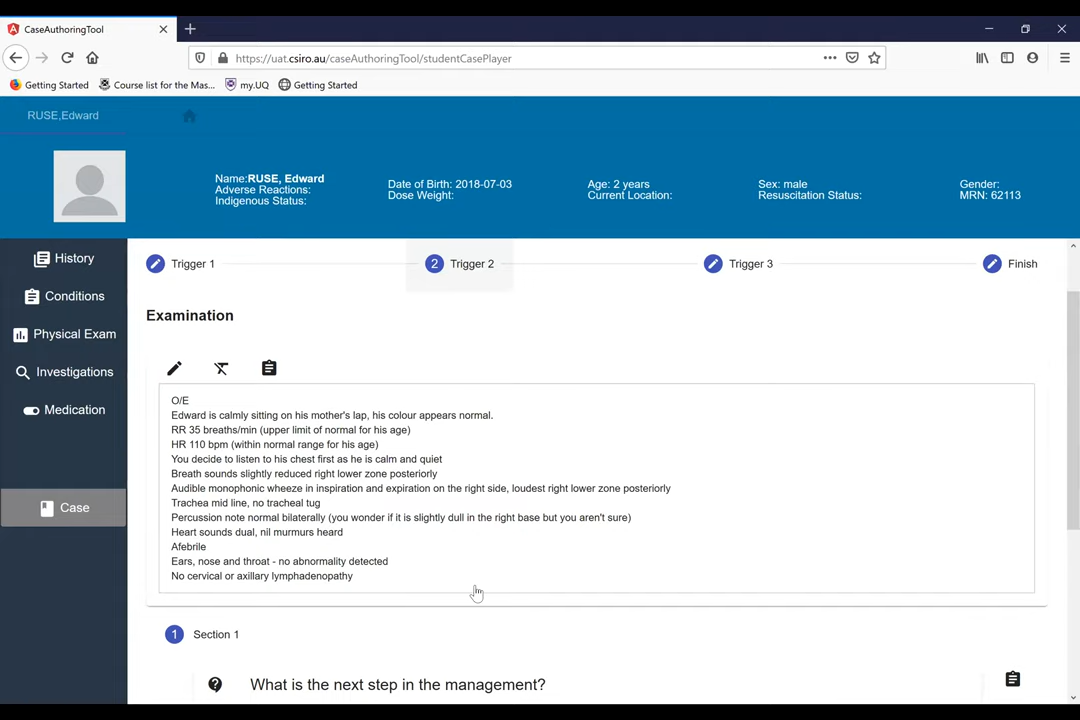 CaseAuthoringTool
https://uat.csiro.au/caseAuthoringTool/studentCasePlayer
Getting Started
Course list for the Mas...
my.UQ
Getting Started
RUSE,Edward
Name:RUSE, Edward
Adverse Reactions:
Indigenous Status:
Date of Birth: 2018-07-03
Dose Weight:
Age: 2 years
Current Location:
Sex: male
Resuscitation Status:
Gender:
MRN: 62113
History
Conditions
Physical Exam
Investigations
Medication
Case
Trigger 1
2 Trigger 2
Trigger 3
Finish
Examination
O/E
Edward is calmly sitting on his mother's lap, his colour appears normal.
RR 35 breaths/min (upper limit of normal for his age)
HR 110 bpm (within normal range for his age)
You decide to listen to his chest first as he is calm and quiet
Breath sounds slightly reduced right lower zone posteriorly
Audible monophonic wheeze in inspiration and expiration on the right side, loudest right lower zone posteriorly
Trachea mid line, no tracheal tug
Percussion note normal bilaterally (you wonder if it is slightly dull in the right base but you aren't sure)
Heart sounds dual, nil murmurs heard
Afebrile
Ears, nose and throat - no abnormality detected
No cervical or axillary lymphadenopathy
1 Section 1
What is the next step in the management?